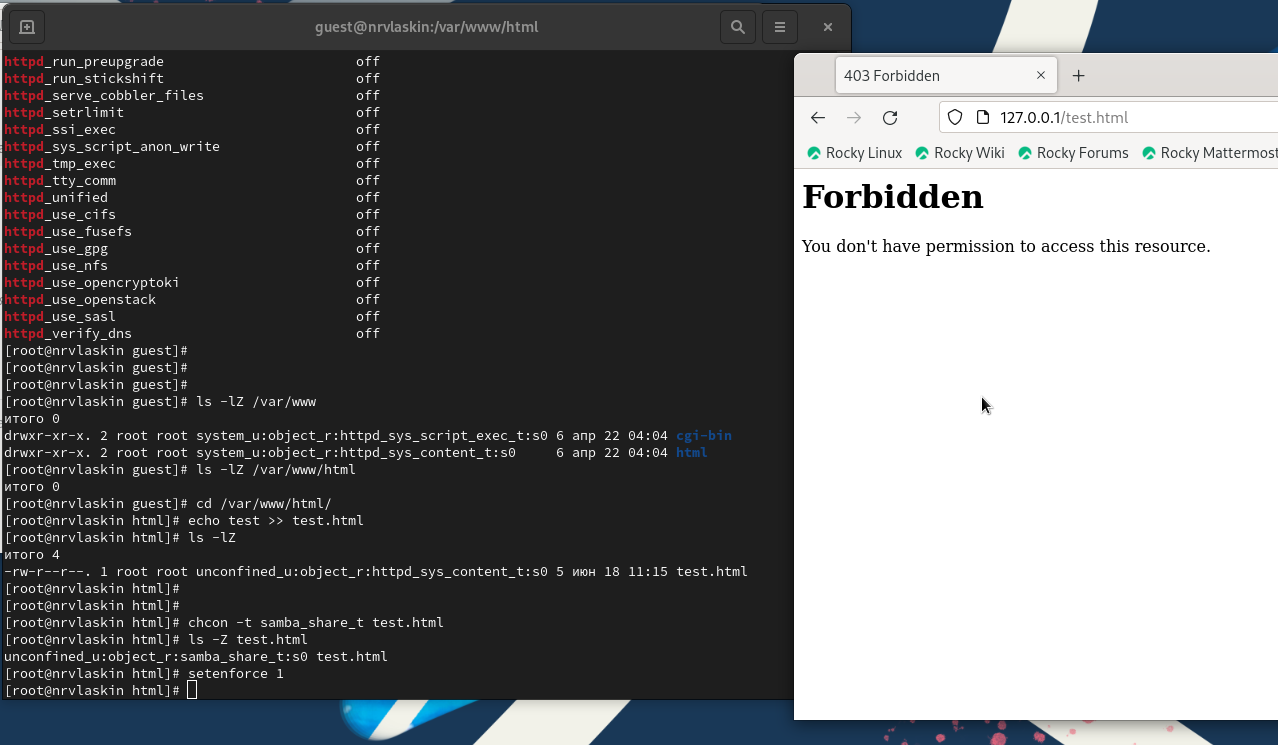 guest@nrvlaskin:/var/www/html
httpd_run_preupgrade off
httpd_run_stickshift off
httpd_serve_cobbler_files off
httpd_setrlimit off
httpd_ssi_exec off
httpd_sys_script_anon_write off
httpd_tmp_exec off
httpd_tty_comm off
httpd_unified off
httpd_use_cifs off
httpd_use_fusefs off
httpd_use_gpg off
httpd_use_nfs off
httpd_use_opencryptoki off
httpd_use_openstack off
httpd_use_sasl off
httpd_verify_dns off
[root@nrvlaskin guest]#
[root@nrvlaskin guest]#
[root@nrvlaskin guest]#
[root@nrvlaskin guest]# ls -lZ /var/www
итого 0
drwxr-xr-x. 2 root root system_u:object_r:httpd_sys_script_exec_t:s0 6 апр 22 04:04 cgi-bin
drwxr-xr-x. 2 root root system_u:object_r:httpd_sys_content_t:s0 6 апр 22 04:04 html
[root@nrvlaskin guest]# ls -lZ /var/www/html
итого 0
[root@nrvlaskin guest]# cd /var/www/html/
[root@nrvlaskin html]# echo test >> test.html
[root@nrvlaskin html]# ls -lZ
итого 4
-rw-r--r--. 1 root root unconfined_u:object_r:httpd_sys_content_t:s0 5 июн 18 11:15 test.html
[root@nrvlaskin html]#
[root@nrvlaskin html]#
[root@nrvlaskin html]# chcon -t samba_share_t test.html
[root@nrvlaskin html]# ls -Z test.html
unconfined_u:object_r:samba_share_t:s0 test.html
[root@nrvlaskin html]# setenforce 1
[root@nrvlaskin html]#
403 Forbidden
127.0.0.1/test.html
Rocky Linux Rocky Wiki Rocky Forums Rocky Mattermost
Forbidden
You don't have permission to access this resource.